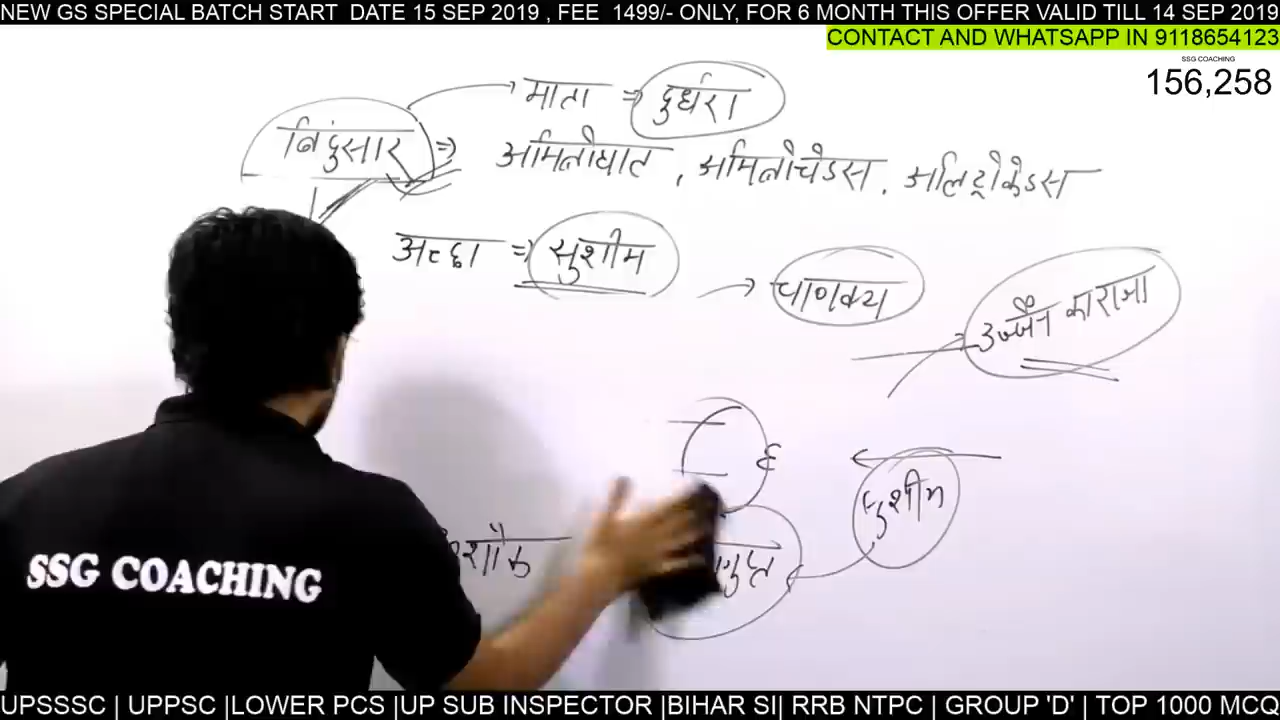 NEW GS SPECIAL BATCH START DATE 15 SEP 2019 , FEE 1499/- ONLY, FOR 6 MONTH THIS OFFER VALID TILL 14 SEP 2019
CONTACT AND WHATSAPP IN 9118654123
SSG COACHING
156,258
माता ⇒ दुर्धरा
बिंदुसार ⇒ अमित्रोघात , अमित्रोचेडस , अलिट्रोकेडस
अच्छा ⇒ सुशीम
→ चाणक्य
उज्जैन का राजा
सुशीम
SSG COACHING
UPSSSC | UPPSC |LOWER PCS |UP SUB INSPECTOR |BIHAR SI| RRB NTPC | GROUP 'D' | TOP 1000 MCQ